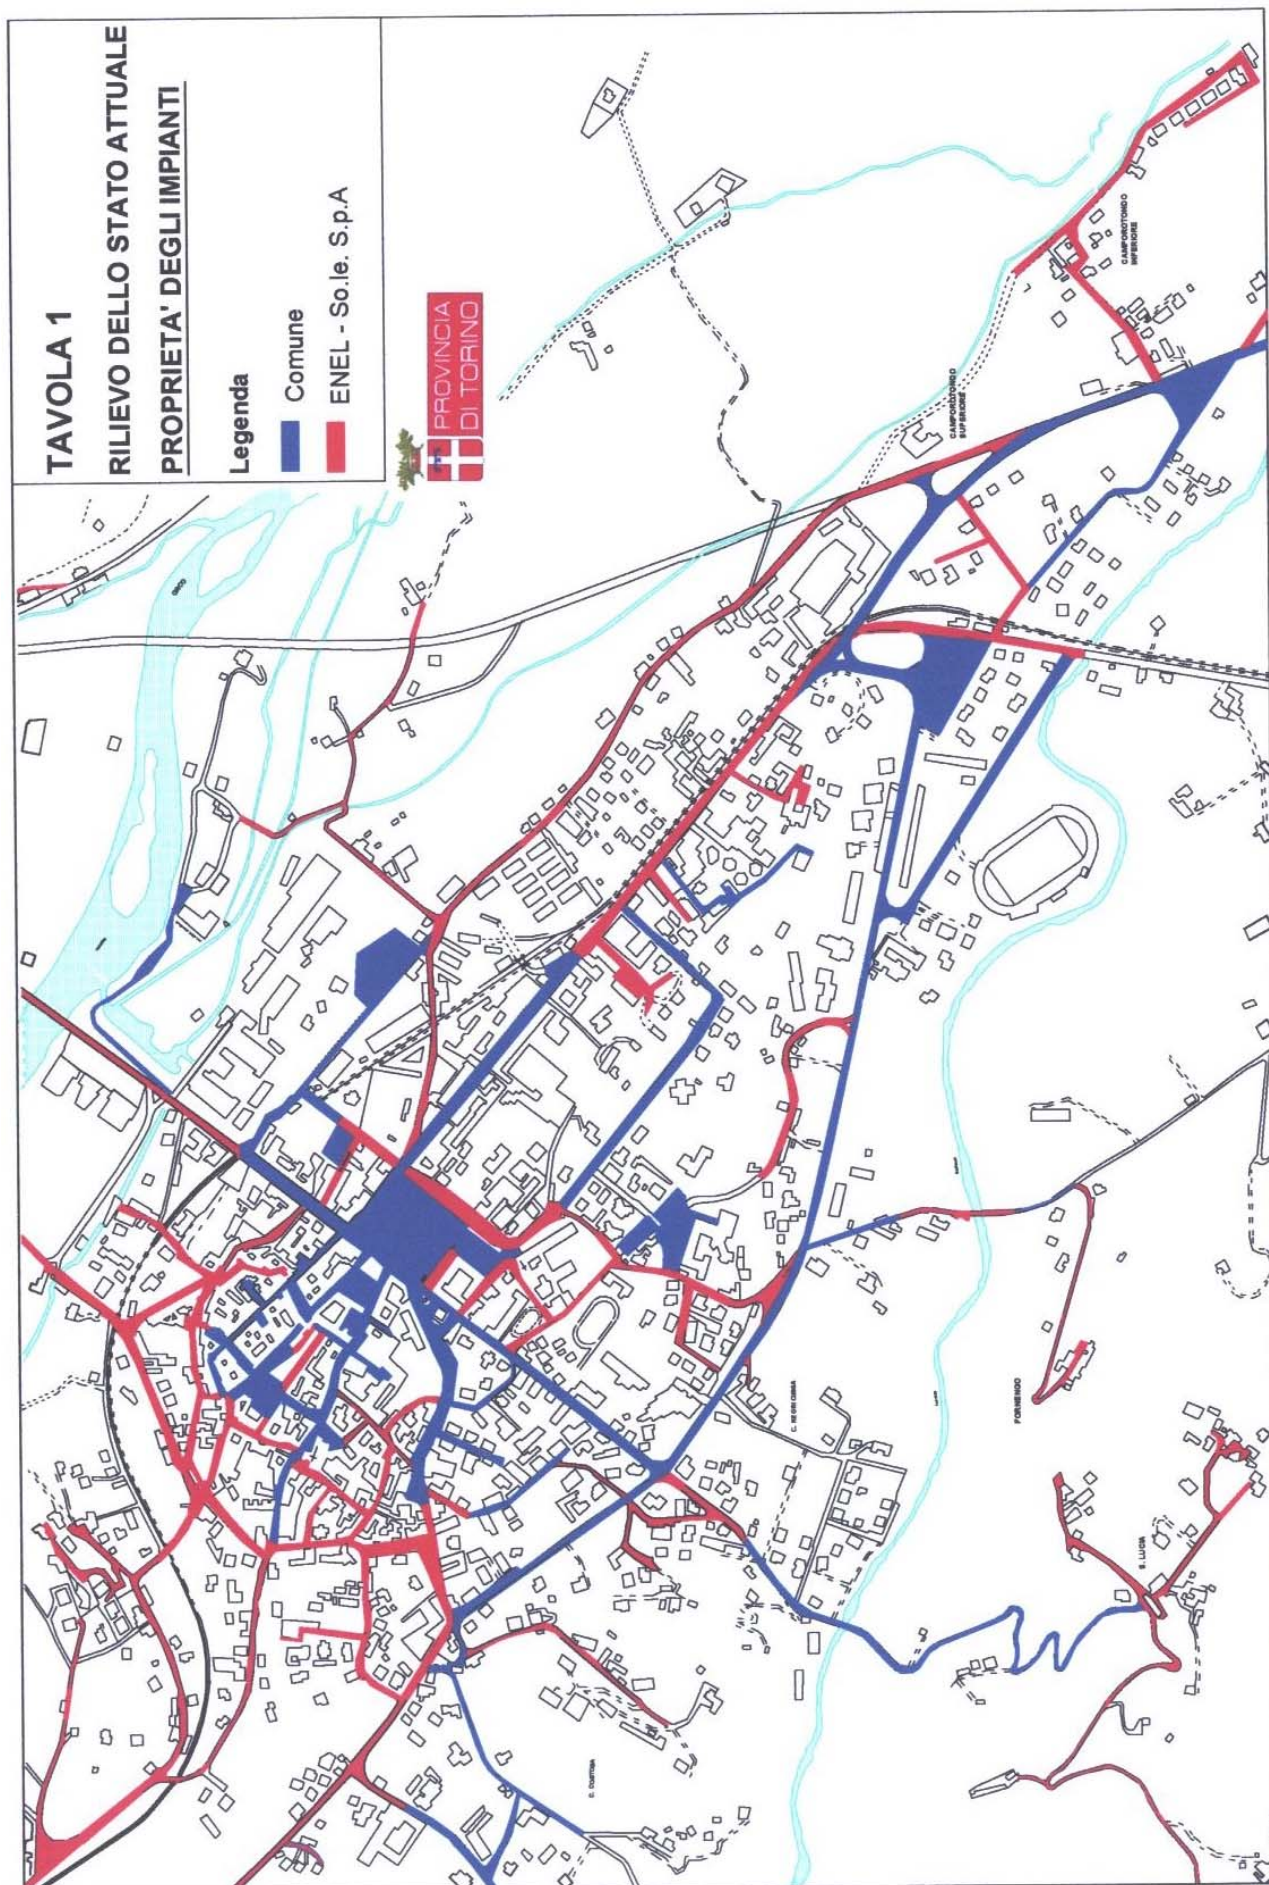 TAVOLA 1
RILIEVO DELLO STATO ATTUALE
PROPRIETA' DEGLI IMPIANTI
Legenda
Comune
ENEL - So.le. S.p.A
PROVINCIA
DI TORINO
CAMPOROTONDO
INFERIORE
CAMPOROTONDO
SUPERIORE
FORNENGO
S. LUCIA